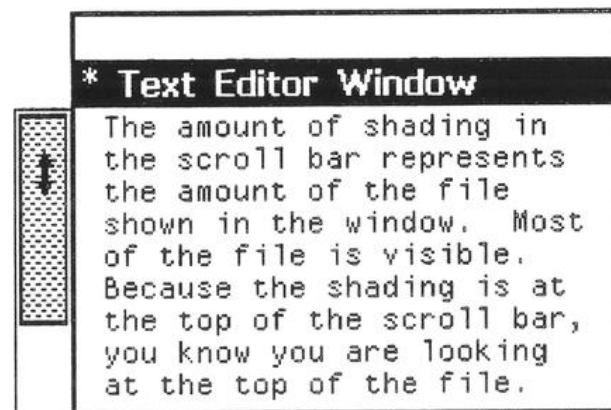 * Text Editor Window
The amount of shading in
the scroll bar represents
the amount of the file
shown in the window.  Most
of the file is visible.
Because the shading is at
the top of the scroll bar,
you know you are looking
at the top of the file.